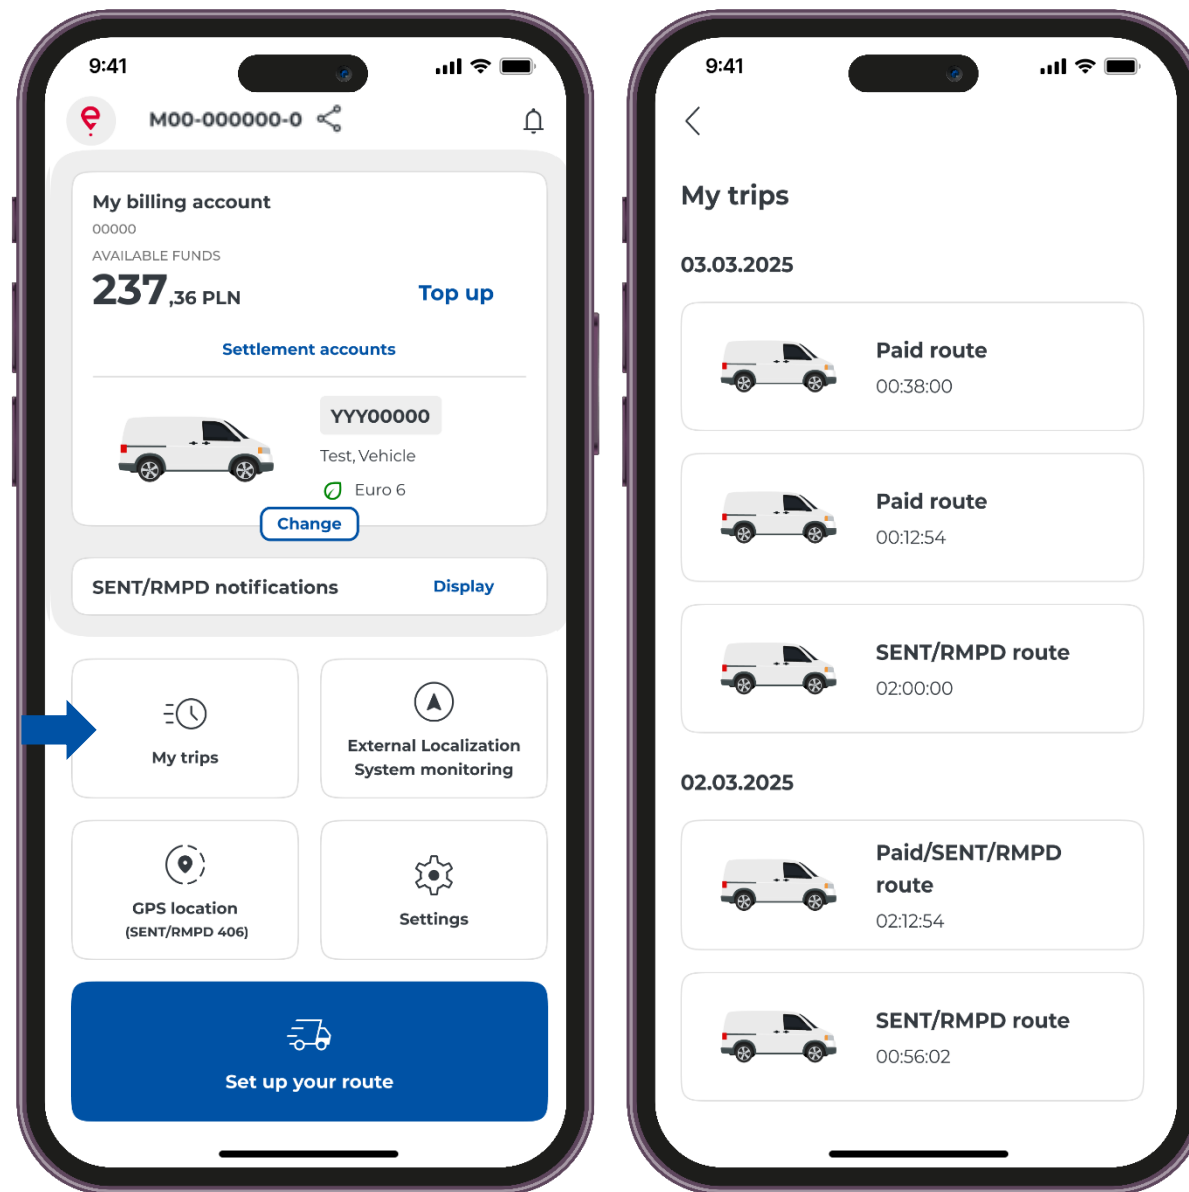 9:41
M00-000000-0
My billing account
00000
AVAILABLE FUNDS
237,36 PLN
Top up
Settlement accounts
YYY00000
Test, Vehicle
Euro 6
Change
SENT/RMPD notifications
Display
My trips
External Localization
System monitoring
GPS location
(SENT/RMPD 406)
Settings
Set up your route
9:41
My trips
03.03.2025
Paid route
00:38:00
Paid route
00:12:54
SENT/RMPD route
02:00:00
02.03.2025
Paid/SENT/RMPD
route
02:12:54
SENT/RMPD route
00:56:02